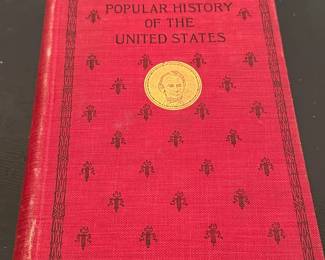 POPULAR HISTORY
OF THE
UNITED STATES